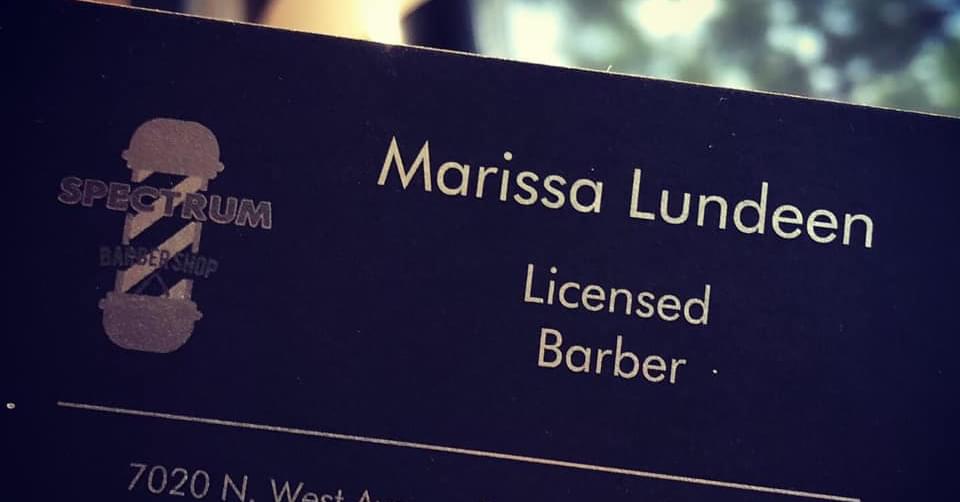 SPECTRUM
BARBER SHOP
Marissa Lundeen
Licensed
Barber
7020 N. West